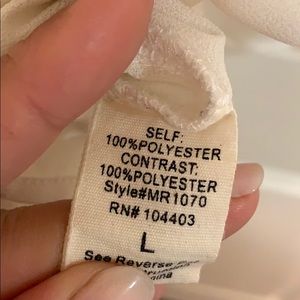 SELF:
100%POLYESTER
CONTRAST:
100%POLYESTER
Style#MR1070
RN# 104403
L
See Reverse